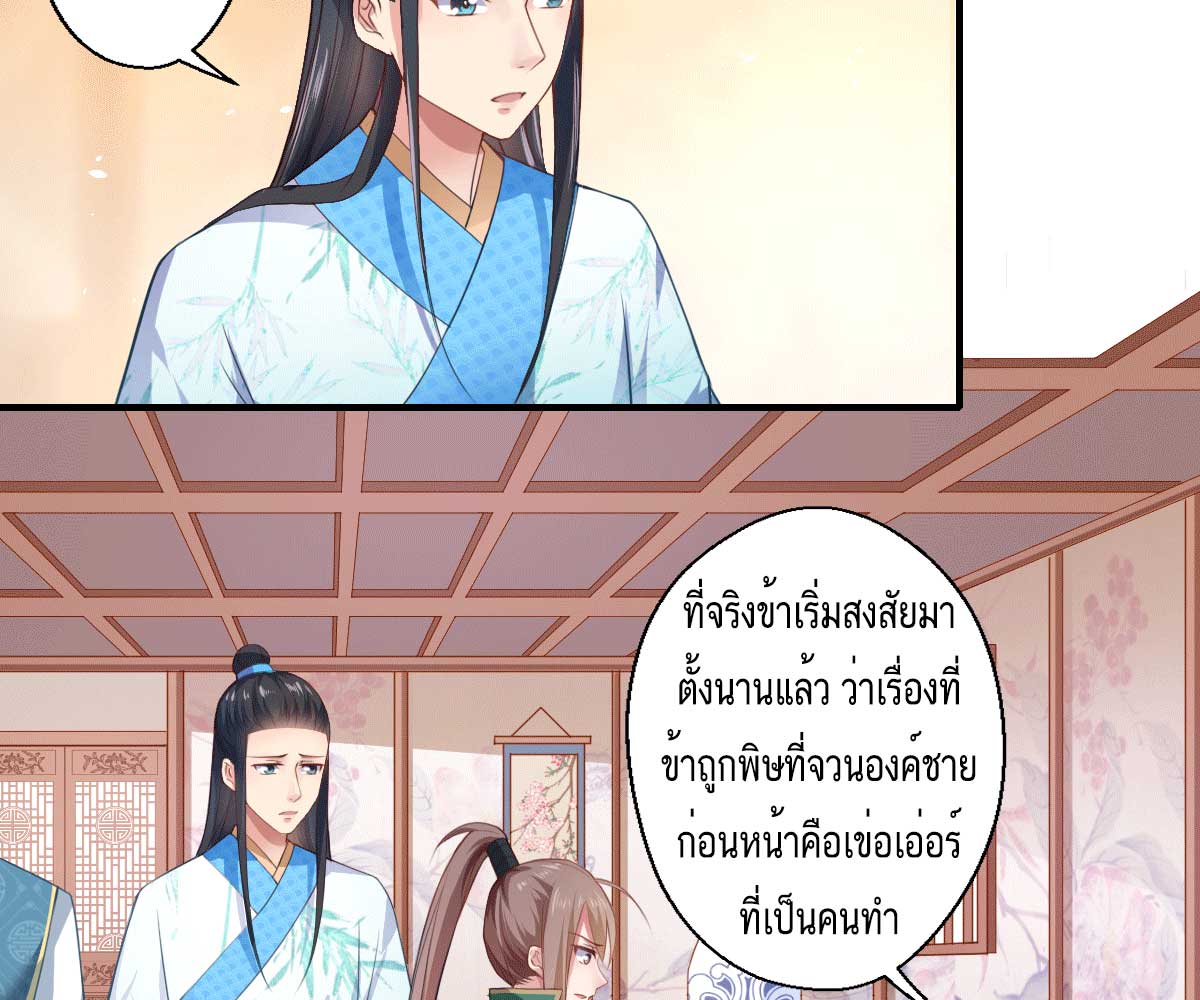 ที่จริงข้าเริ่มสงสัยมา
ตั้งนานแล้ว ว่าเรื่องที่
ข้าถูกพิษที่จวนองค์ชาย
ก่อนหน้าคือเข่อเอ่อร์
ที่เป็นคนทำ